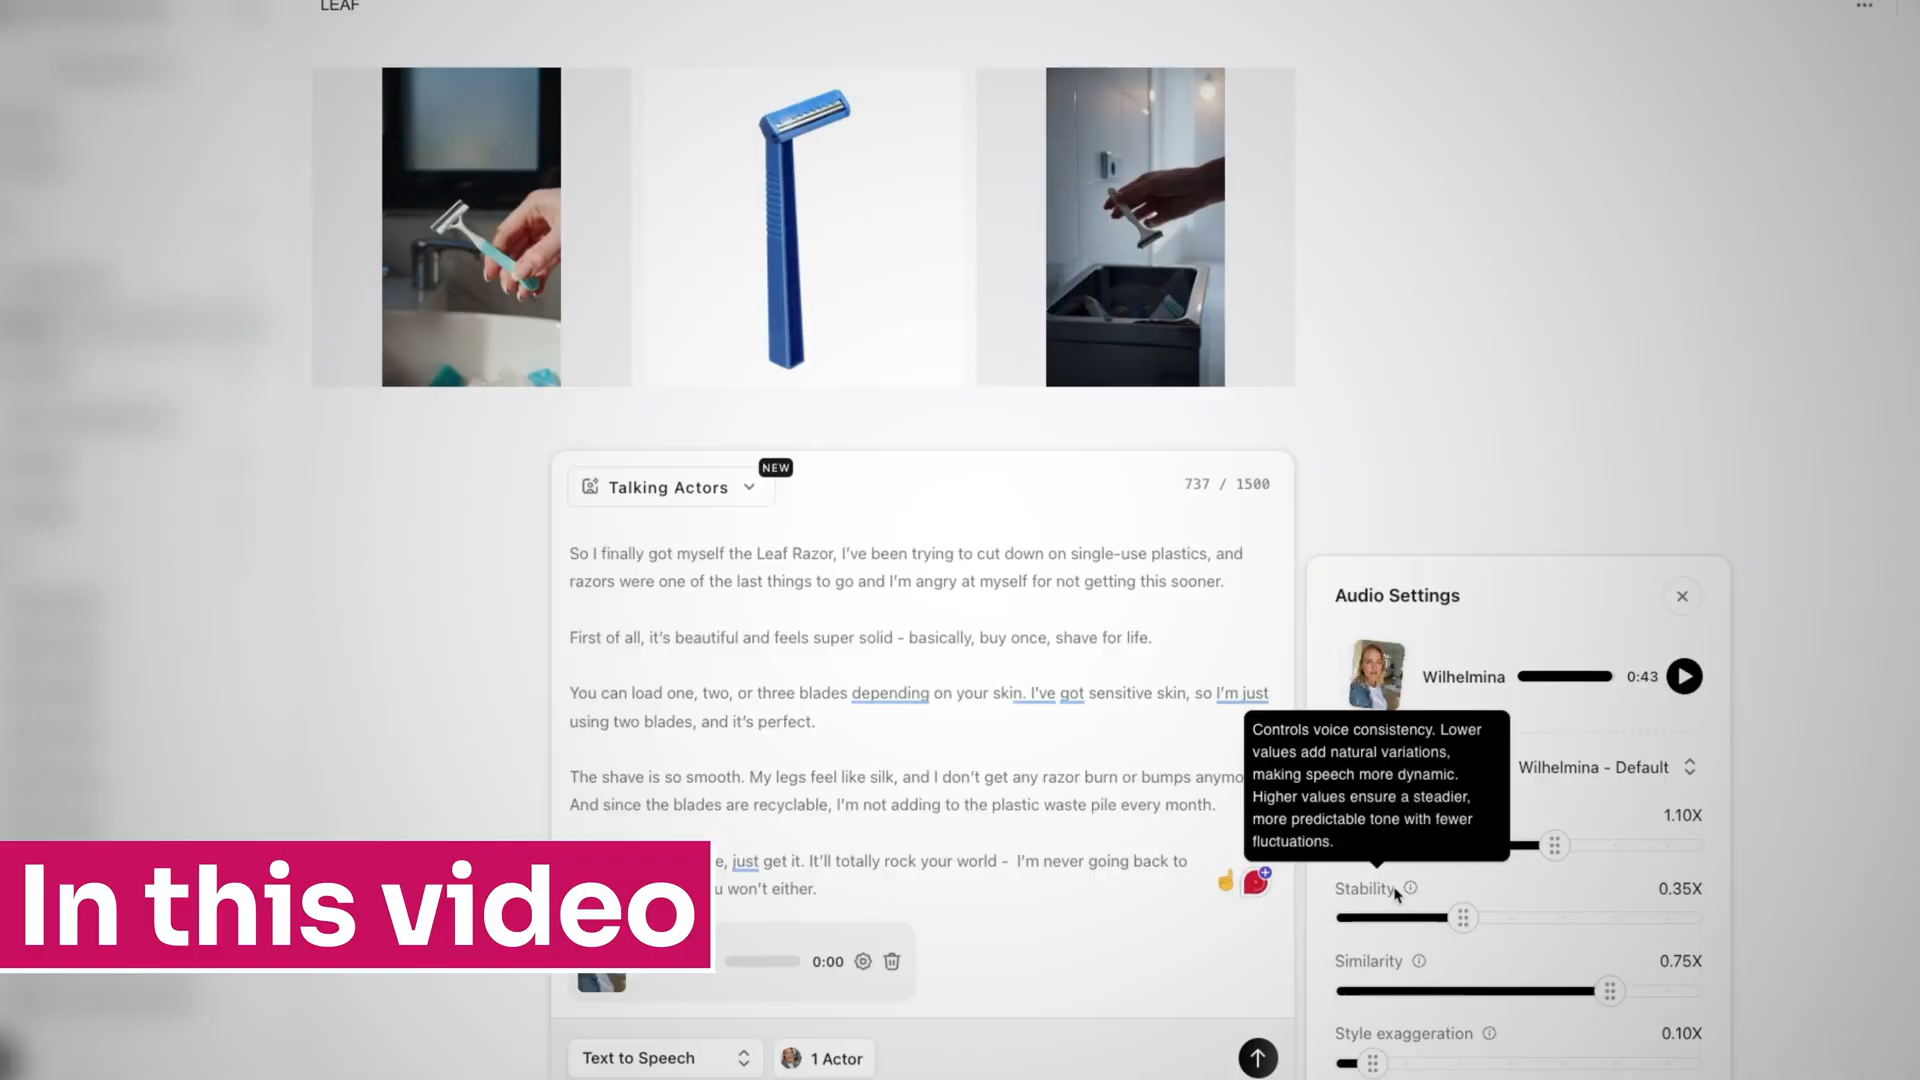 LEAF
Talking Actors
NEW
737 / 1500
So I finally got myself the Leaf Razor, I've been trying to cut down on single-use plastics, and
razors were one of the last things to go and I'm angry at myself for not getting this sooner.
First of all, it's beautiful and feels super solid - basically, buy once, shave for life.
You can load one, two, or three blades depending on your skin. I've got sensitive skin, so I'm just
using two blades, and it's perfect.
The shave is so smooth. My legs feel like silk, and I don't get any razor burn or bumps anymo
And since the blades are recyclable, I'm not adding to the plastic waste pile every month.
e, just get it. It'll totally rock your world - I'm never going back to
u won't either.
0:00
Text to Speech
1 Actor
Audio Settings
Wilhelmina
0:43
Controls voice consistency. Lower
values add natural variations,
making speech more dynamic.
Higher values ensure a steadier,
more predictable tone with fewer
fluctuations.
Wilhelmina - Default
1.10X
Stability
0.35X
Similarity
0.75X
Style exaggeration
0.10X
In this video